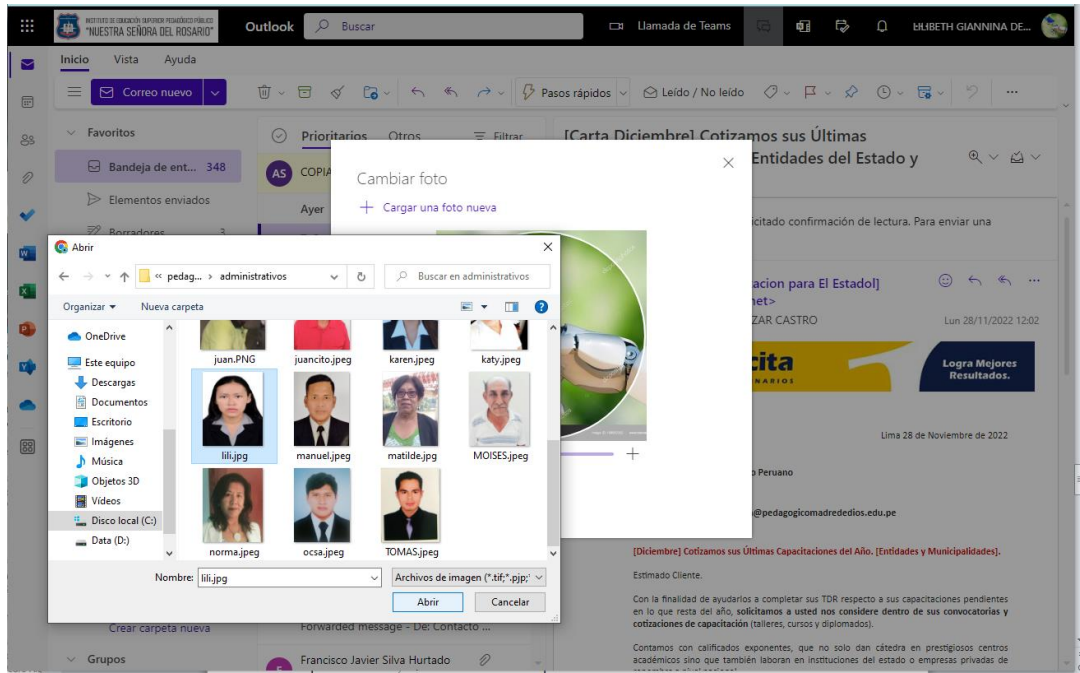 INSTITUTO DE EDUCACIÓN SUPERIOR PEDAGÓGICO PÚBLICO
"NUESTRA SEÑORA DEL ROSARIO"
Outlook
Buscar
Llamada de Teams
GIANNINA DE...
Inicio
Vista
Ayuda
Correo nuevo
Pasos rápidos
Leído / No leído
Favoritos
Bandeja de ent...
348
Elementos enviados
Borradores
3
Prioritarios
Otros
Filtrar
AS
COPIA
Ayer
[Carta Diciembre] Cotizamos sus Últimas
Entidades del Estado y
icitado confirmación de lectura. Para enviar una
acion para El Estadol]
net>
ZAR CASTRO
Lun 28/11/2022 12:02
cita
NARIOS
Logra Mejores
Resultados.
Lima 28 de Noviembre de 2022
o Peruano
@pedagogicomadrededios.edu.pe
[Diciembre] Cotizamos sus Últimas Capacitaciones del Año. [Entidades y Municipalidades].
Estimado Cliente.
Con la finalidad de ayudarlos a completar sus TDR respecto a sus capacitaciones pendientes
en lo que resta del año, solicitamos a usted nos considere dentro de sus convocatorias y
cotizaciones de capacitación (talleres, cursos y diplomados).
Contamos con calificados exponentes, que no solo dan cátedra en prestigiosos centros
académicos sino que también laboran en instituciones del estado o empresas privadas de
Cambiar foto
Cargar una foto nueva
Abrir
« pedag... > administrativos
Buscar en administrativos
Organizar
Nueva carpeta
OneDrive
Este equipo
Descargas
Documentos
Escritorio
Imágenes
Música
Objetos 3D
Vídeos
Disco local (C:)
Data (D:)
juan.PNG
juancito.jpeg
karen.jpeg
katy.jpeg
lili.jpg
manuel.jpeg
matilde.jpg
MOISES.jpeg
norma.jpeg
ocsa.jpeg
TOMAS.jpeg
Nombre:
lili.jpg
Archivos de imagen (*.tif;*.pjp;*
Abrir
Cancelar
Crear carpeta nueva
Grupos
Forwarded message - De: Contacto ...
Francisco Javier Silva Hurtado